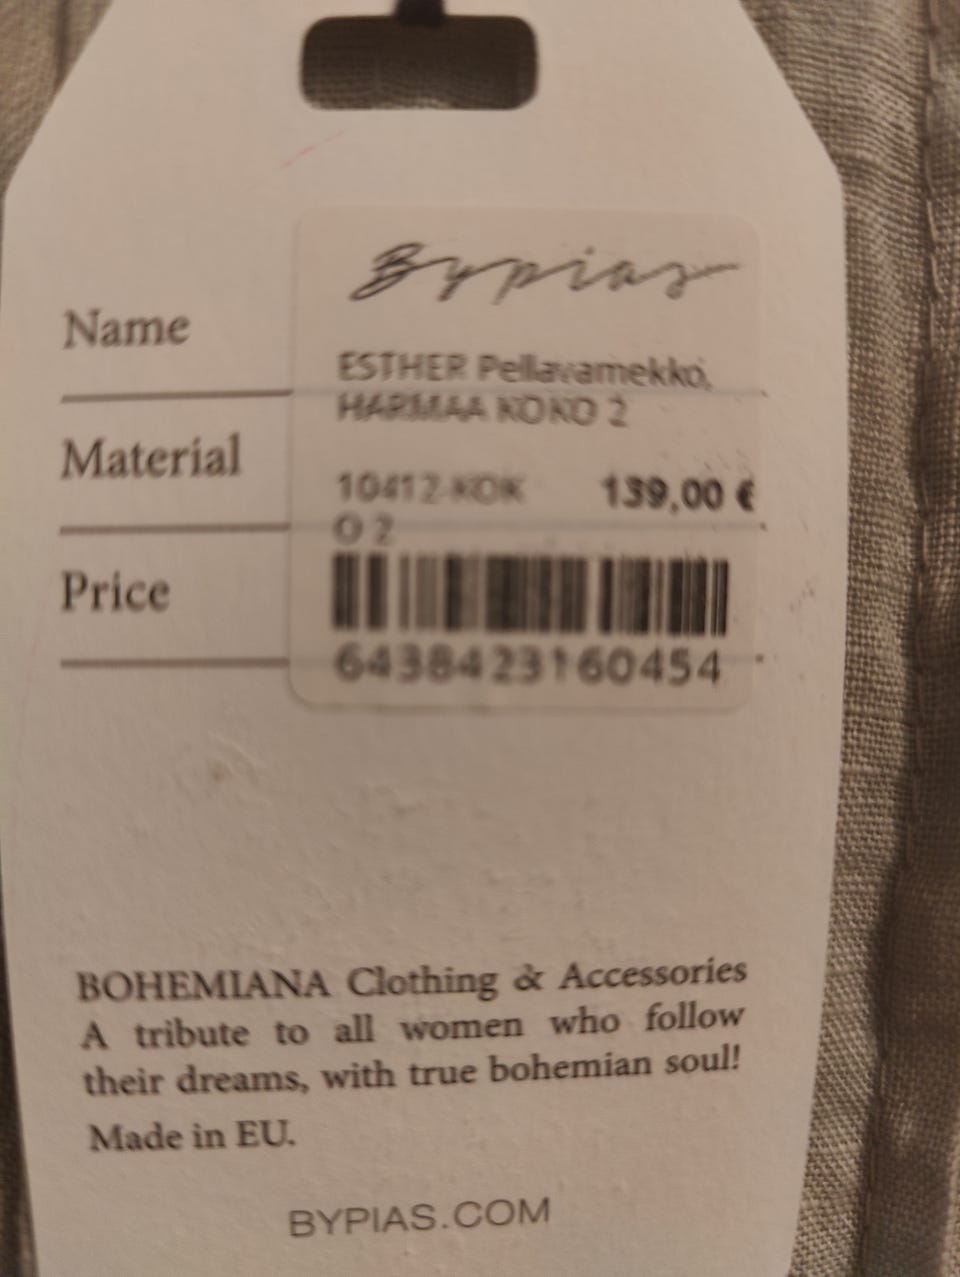 Bypias
Name
ESTHER Pellavamekko,
HARMAA KOKO 2
Material
10412-KOK 139,00 €
O 2
Price
6438423160454
BOHEMIANA Clothing & Accessories
A tribute to all women who follow
their dreams, with true bohemian soul!
Made in EU.
BYPIAS.COM